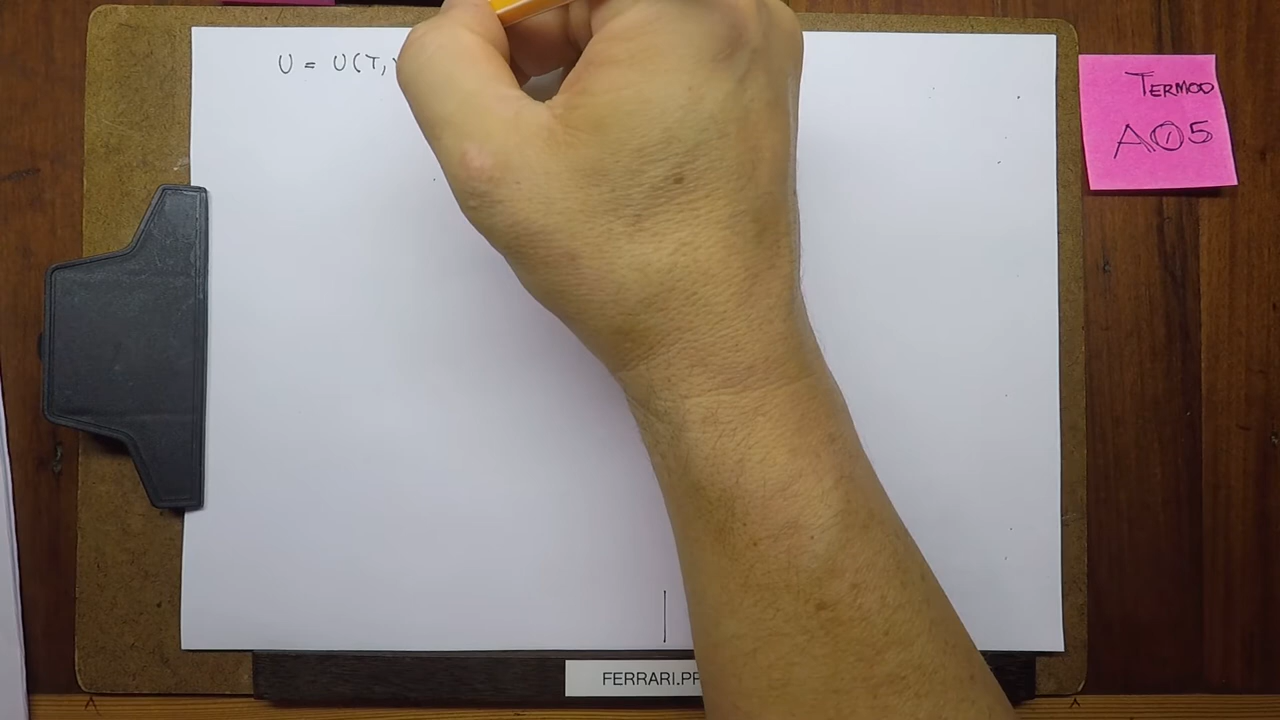 U = U(T,
TERMOD
A05
FERRARI.PR